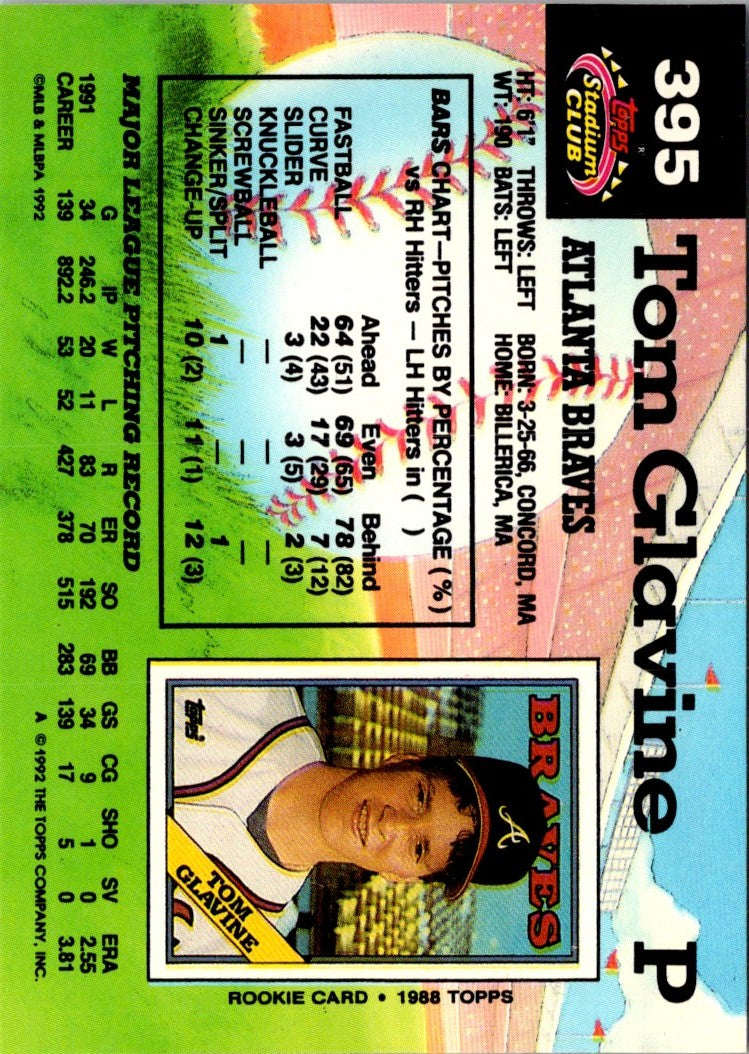 395
topps®
Stadium
CLUB
Tom Glavine P
ATLANTA BRAVES
HT: 6'1" THROWS: LEFT BORN: 3-25-66, CONCORD, MA
WT: 190 BATS: LEFT HOME: BILLERICA, MA
BARS CHART—PITCHES BY PERCENTAGE (%)
vs RH Hitters – LH Hitters in ( )
Ahead Even Behind
FASTBALL 64 (51) 69 (65) 78 (82)
CURVE 22 (43) 17 (29) 7 (12)
SLIDER 3 (4) 3 (5) 2 (3)
KNUCKLEBALL — — —
SCREWBALL — — —
SINKER/SPLIT 1 1 1
CHANGE-UP 10 (2) 11 (1) 12 (3)
BRAVES
A
topps
TOM
GLAVINE
ROOKIE CARD • 1988 TOPPS
MAJOR LEAGUE PITCHING RECORD
G IP W L R ER SO BB GS CG SHO SV ERA
1991 34 246.2 20 11 83 70 192 69 34 9 1 0 2.55
CAREER 139 892.2 53 52 427 378 515 283 139 17 5 0 3.81
©MLB & MLBPA 1992 A ©1992 THE TOPPS COMPANY, INC.